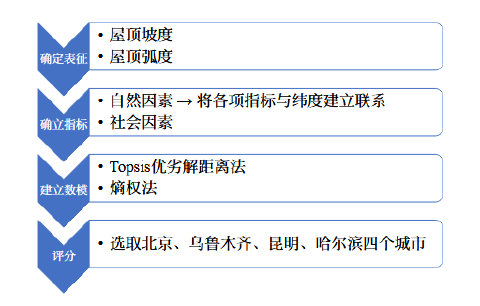 确定表征
• 屋顶坡度
• 屋顶弧度
确立指标
• 自然因素 → 将各项指标与纬度建立联系
• 社会因素
建立数模
• Topsis优劣解距离法
• 熵权法
评分
• 选取北京、乌鲁木齐、昆明、哈尔滨四个城市